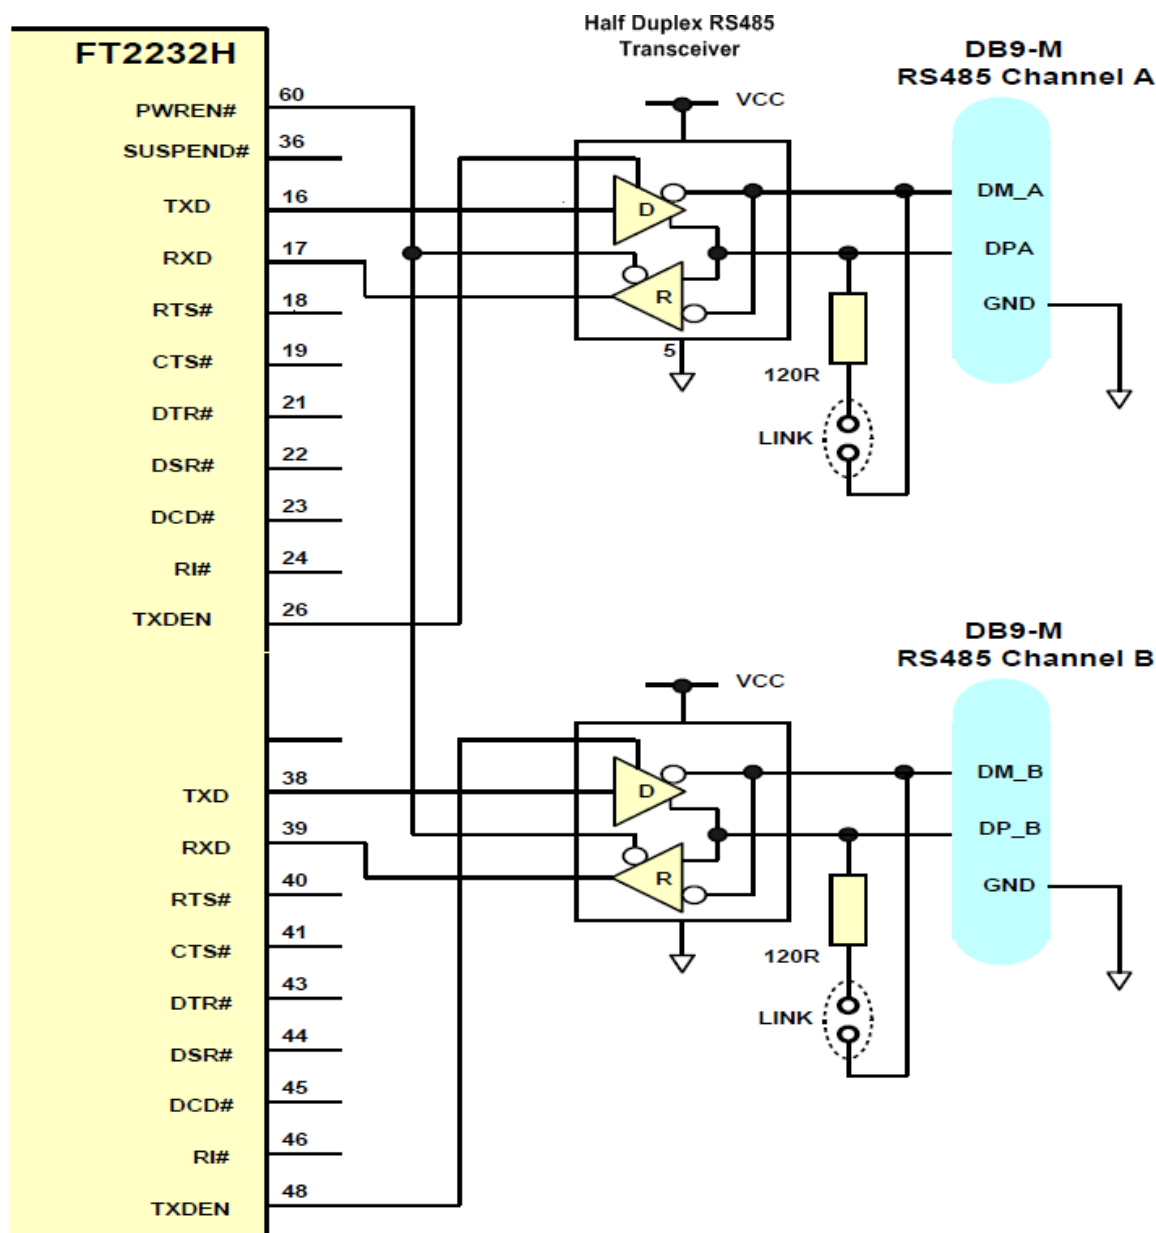 Half Duplex RS485
Transceiver
FT2232H
DB9-M
RS485 Channel A
60
PWREN#
VCC
36
SUSPEND#
16
TXD
D
DM_A
17
RXD
DPA
R
18
RTS#
GND
19
CTS#
5
120R
21
DTR#
LINK
22
DSR#
23
DCD#
24
RI#
26
TXDEN
DB9-M
RS485 Channel B
VCC
38
TXD
D
DM_B
39
RXD
DP_B
R
40
RTS#
GND
41
CTS#
120R
43
DTR#
LINK
44
DSR#
45
DCD#
46
RI#
48
TXDEN